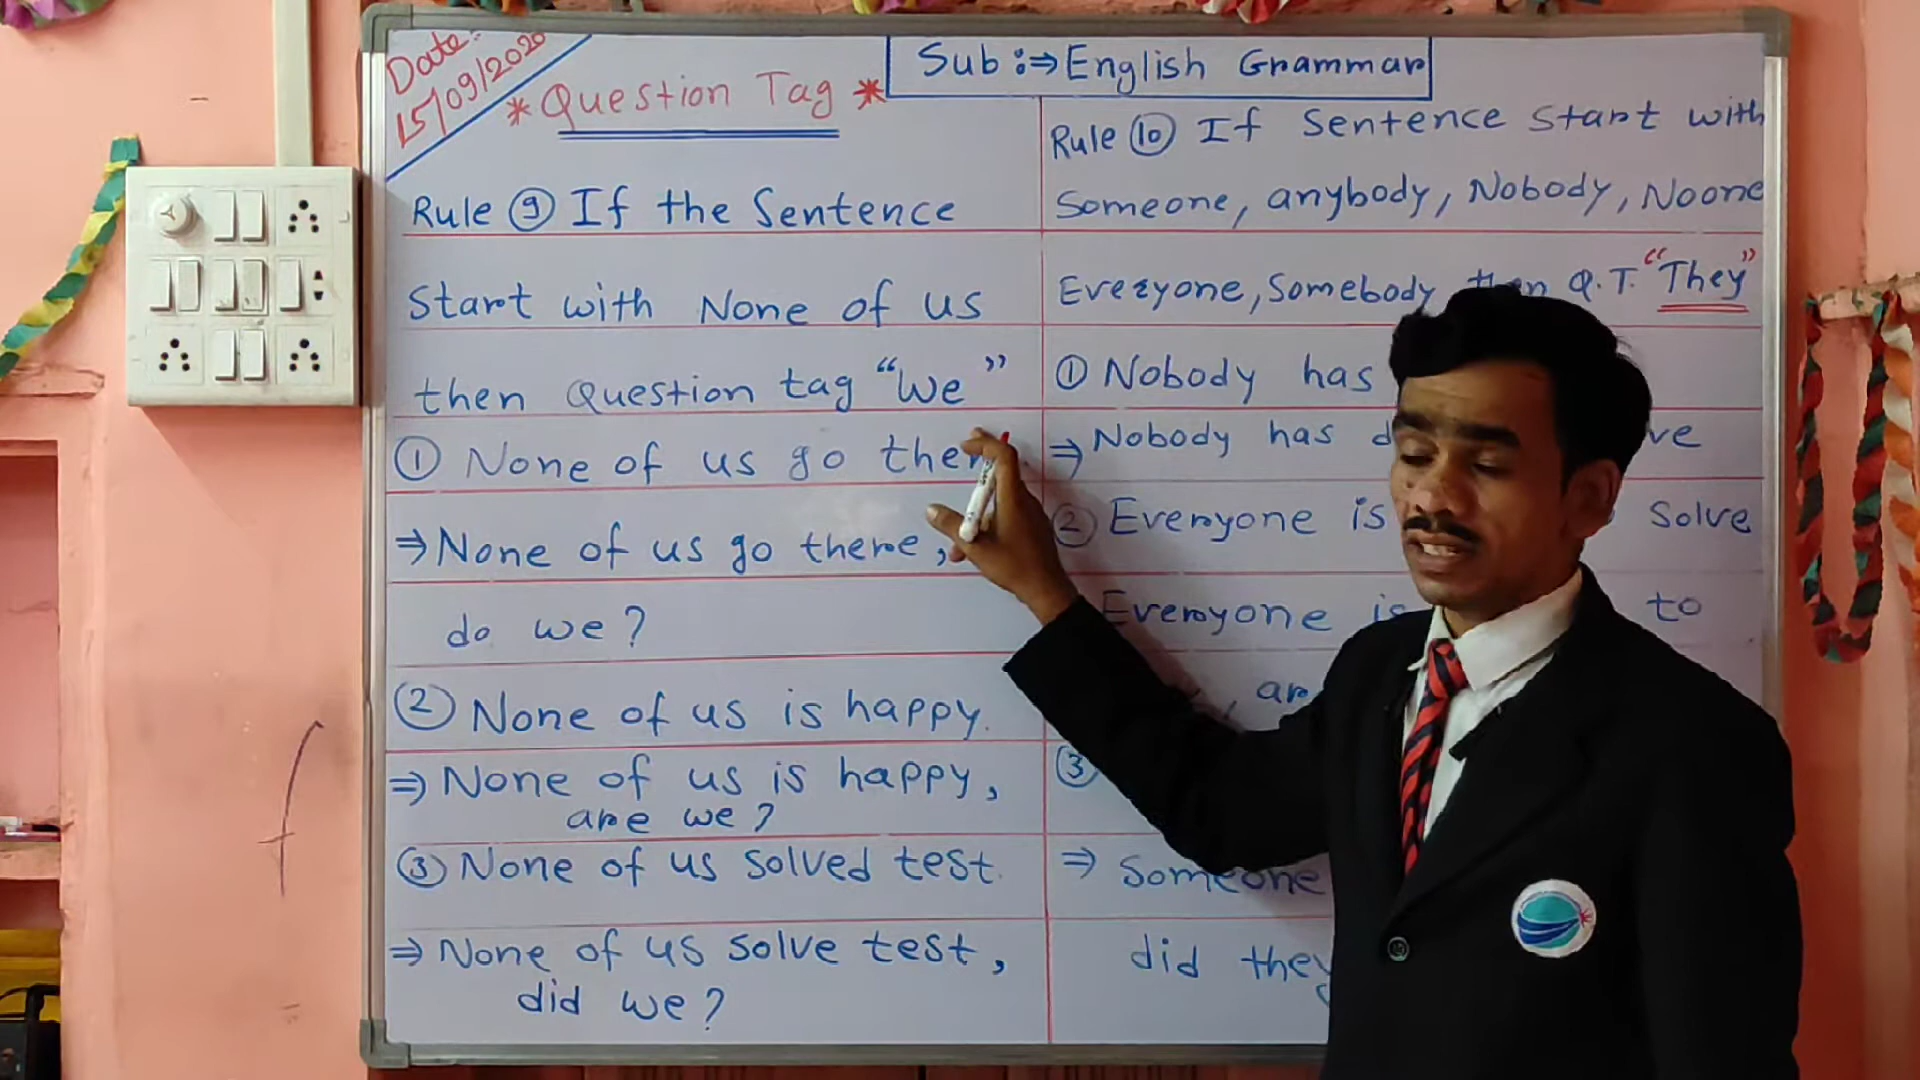 Date:-
15/09/2020
* Question Tag *
Sub :⇒ English Grammar
Rule ⑨ If the Sentence
Start with None of us
then Question tag "We"
① None of us go
⇒ None of us go there,
do we?
② None of us is happy.
⇒ None of us is happy,
are we?
③ None of us solved test.
⇒ None of us solve test,
did we?
Rule ⑩ If Sentence Start with
Someone, anybody, Nobody, Noone
Everyone, Somebody then Q.T. "They"
① Nobody has
⇒ Nobody has
② Everyone is solve
Everyone is to
③
⇒ Someone
did they